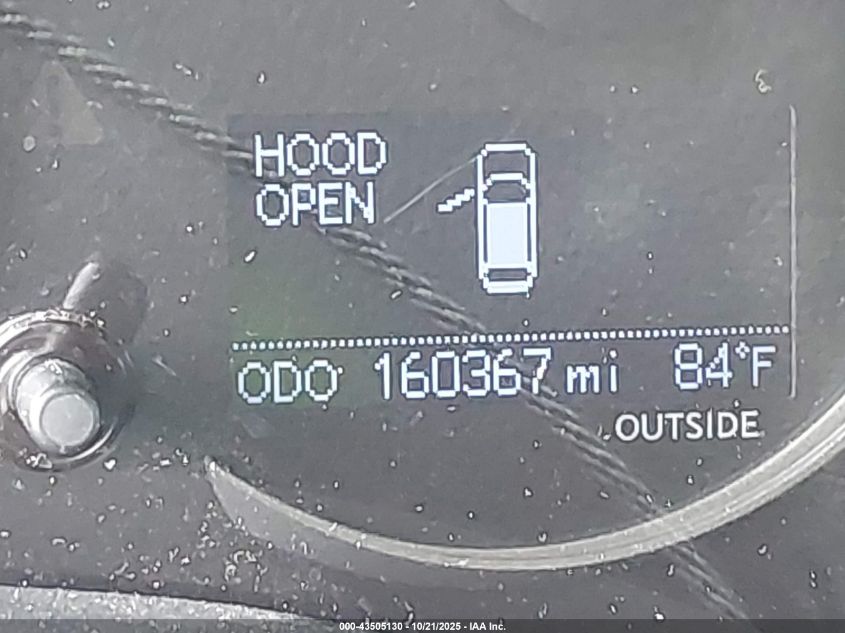 HOOD
OPEN
ODO 160367 mi 84°F
OUTSIDE
000-43505130 - 10/21/2025 - IAA Inc.